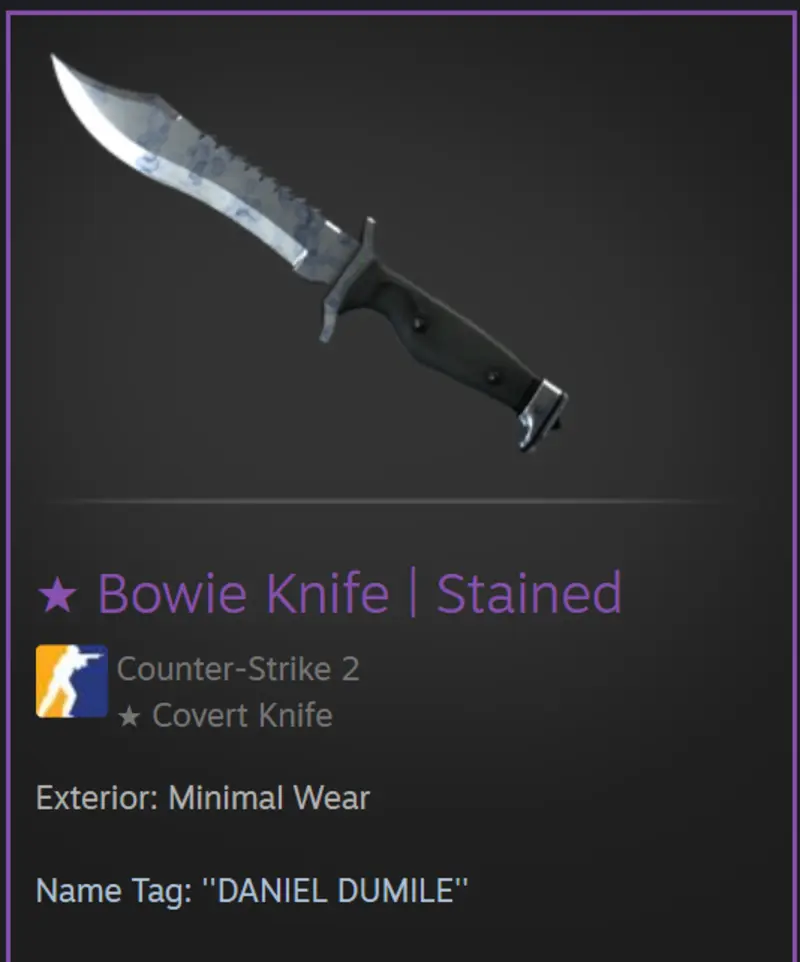 ★ Bowie Knife | Stained
Counter-Strike 2
★ Covert Knife
Exterior: Minimal Wear
Name Tag: ''DANIEL DUMILE''